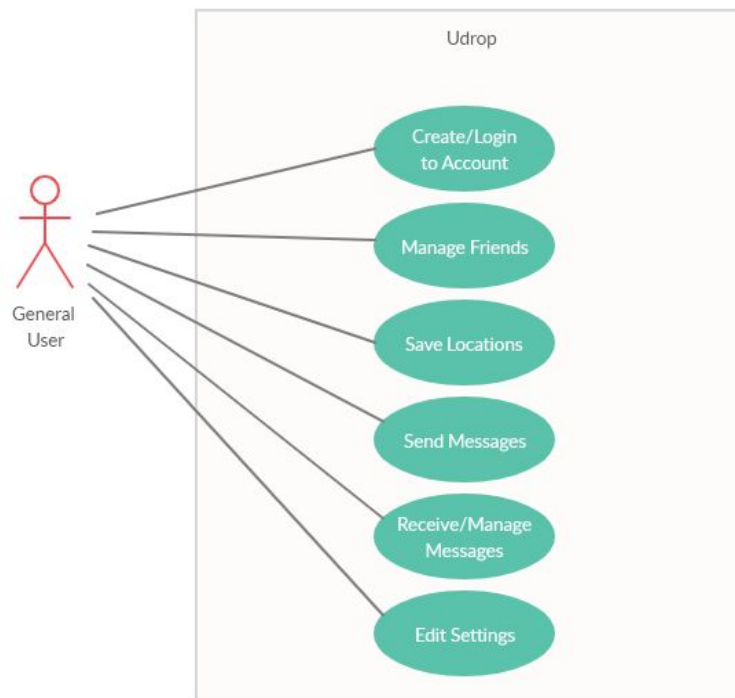 Udrop
Create/Login
to Account
Manage Friends
General
User
Save Locations
Send Messages
Receive/Manage
Messages
Edit Settings